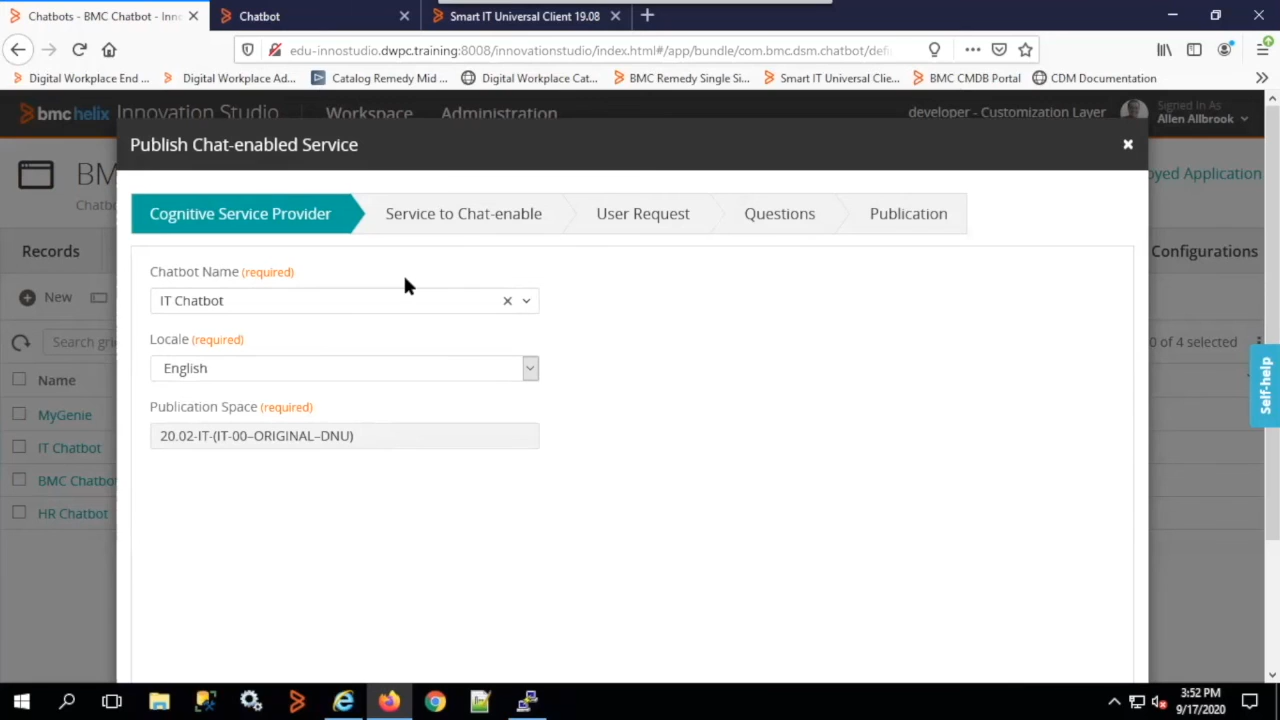 Chatbots - BMC Chatbot - Inno
Chatbot
Smart IT Universal Client 19.08
edu-innostudio.dwpc.training:8008/innovationstudio/index.html#/app/bundle/com.bmc.dsm.chatbot/defi
Digital Workplace End ...
Digital Workplace Ad...
Catalog Remedy Mid ...
Digital Workplace Cat...
BMC Remedy Single Si...
Smart IT Universal Clie...
BMC CMDB Portal
CDM Documentation
bmchelix Innovation Studio
Workspace
Administration
developer - Customization Layer
Signed In As
Allen Allbrook
Publish Chat-enabled Service
BM
Chatb
oyed Application
Cognitive Service Provider
Service to Chat-enable
User Request
Questions
Publication
Records
Configurations
Chatbot Name (required)
New
IT Chatbot
Locale (required)
Search gri
0 of 4 selected
English
Name
Self-help
Publication Space (required)
MyGenie
20.02-IT-(IT-00–ORIGINAL–DNU)
IT Chatbot
BMC Chatbo
HR Chatbot
3:52 PM
9/17/2020